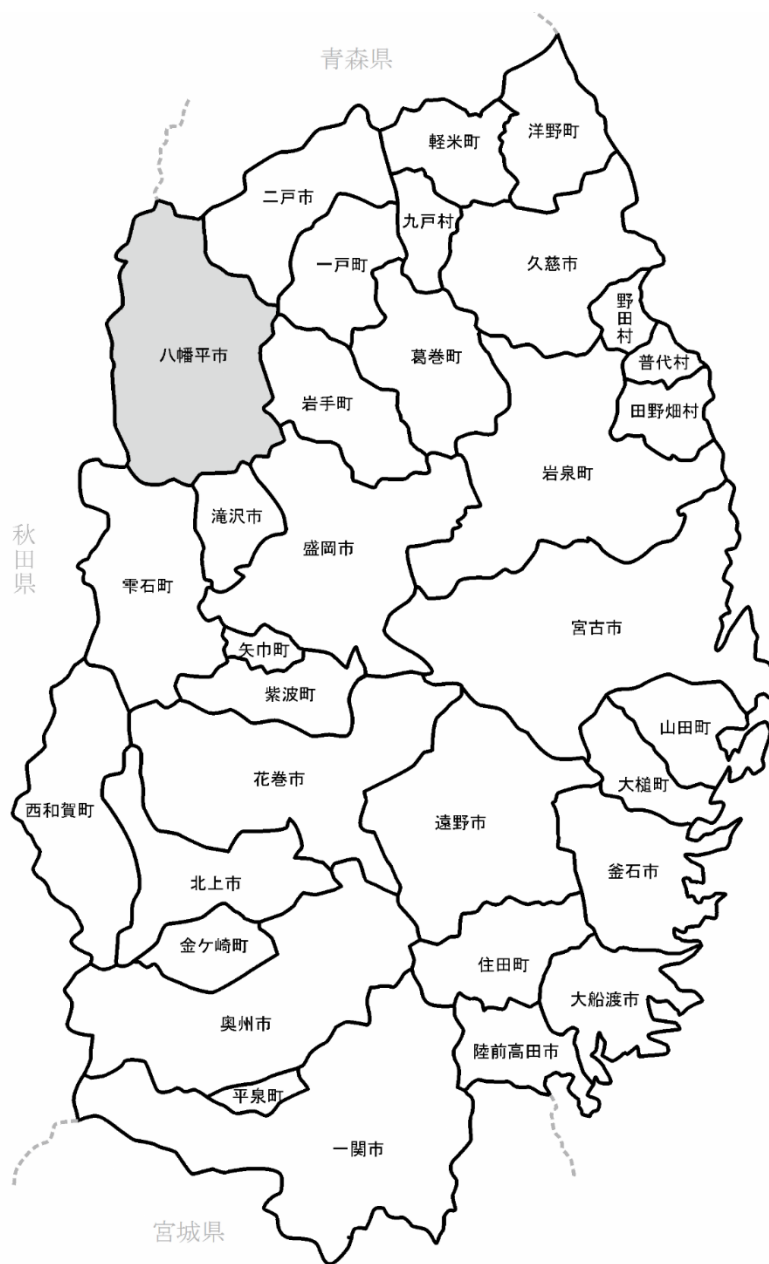 青森県
軽米町
洋野町
二戸市
九戸村
一戸町
久慈市
野田村
八幡平市
葛巻町
普代村
岩手町
田野畑村
岩泉町
滝沢市
秋田県
盛岡市
雫石町
宮古市
矢巾町
紫波町
山田町
花巻市
大槌町
西和賀町
遠野市
釜石市
北上市
金ケ崎町
住田町
大船渡市
奥州市
陸前高田市
平泉町
一関市
宮城県